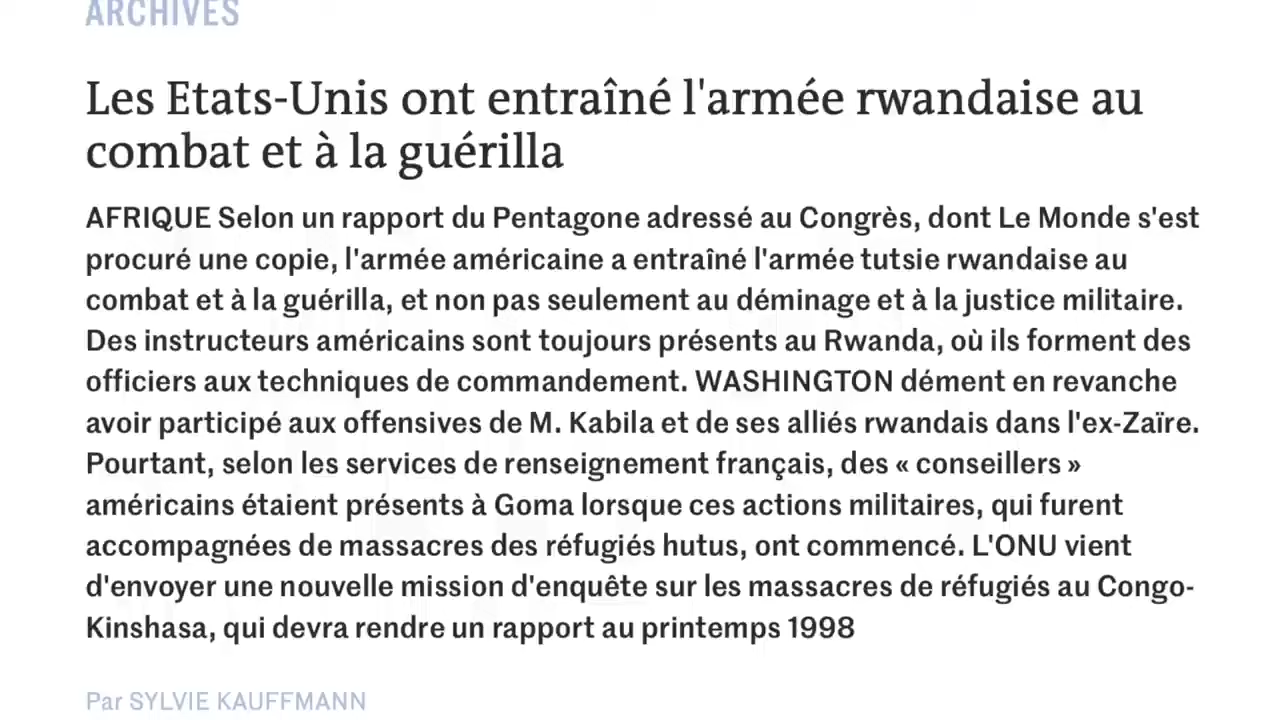 ARCHIVES
Les Etats-Unis ont entraîné l'armée rwandaise au
combat et à la guérilla
AFRIQUE Selon un rapport du Pentagone adressé au Congrès, dont Le Monde s'est
procuré une copie, l'armée américaine a entraîné l'armée tutsie rwandaise au
combat et à la guérilla, et non pas seulement au déminage et à la justice militaire.
Des instructeurs américains sont toujours présents au Rwanda, où ils forment des
officiers aux techniques de commandement. WASHINGTON dément en revanche
avoir participé aux offensives de M. Kabila et de ses alliés rwandais dans l'ex-Zaïre.
Pourtant, selon les services de renseignement français, des « conseillers »
américains étaient présents à Goma lorsque ces actions militaires, qui furent
accompagnées de massacres des réfugiés hutus, ont commencé. L'ONU vient
d'envoyer une nouvelle mission d'enquête sur les massacres de réfugiés au Congo-
Kinshasa, qui devra rendre un rapport au printemps 1998
Par SYLVIE KAUFFMANN